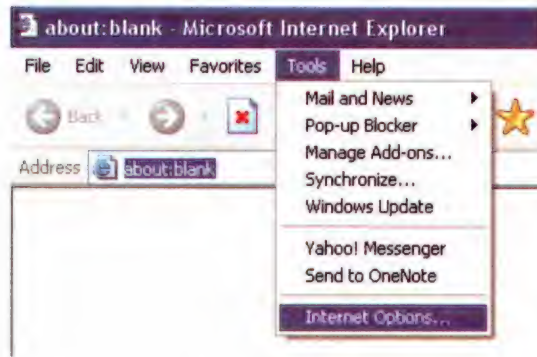 about:blank - Microsoft Internet Explorer
File Edit View Favorites Tools Help
Back
Address about:blank
Mail and News
Pop-up Blocker
Manage Add-ons...
Synchronize...
Windows Update
Yahoo! Messenger
Send to OneNote
Internet Options...